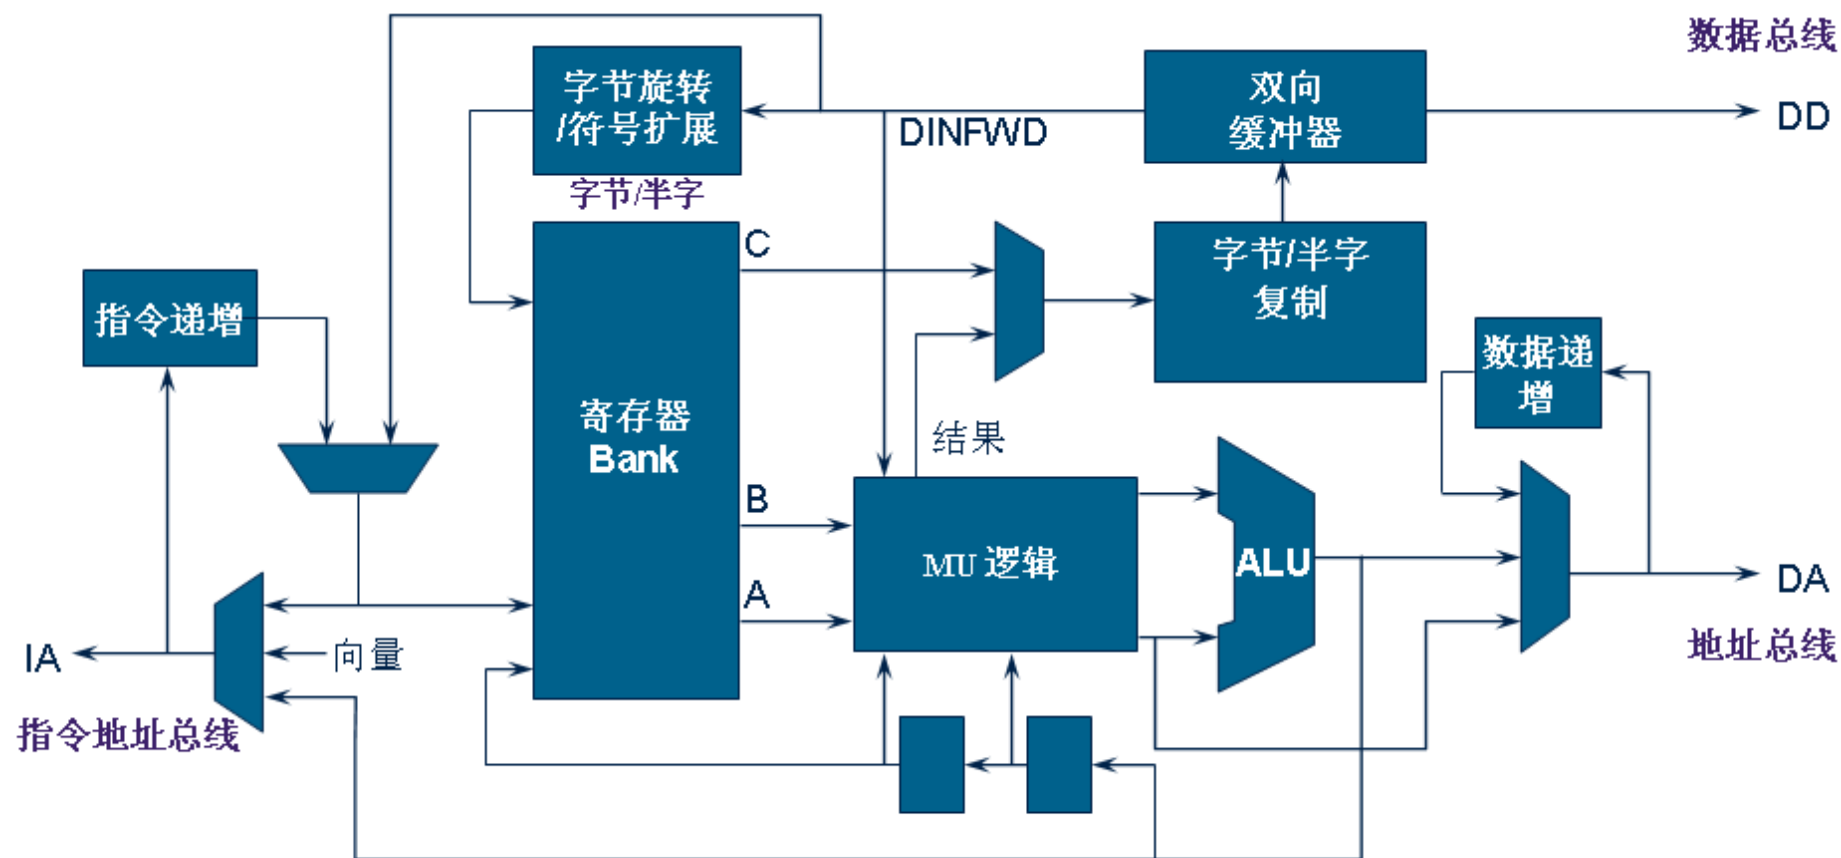 数据总线
字节旋转
/符号扩展
双向
缓冲器
DD
DINFWD
字节/半字
C
字节/半字
复制
指令递增
数据递
增
寄存器
Bank
结果
B
MU 逻辑
ALU
A
DA
IA
向量
地址总线
指令地址总线